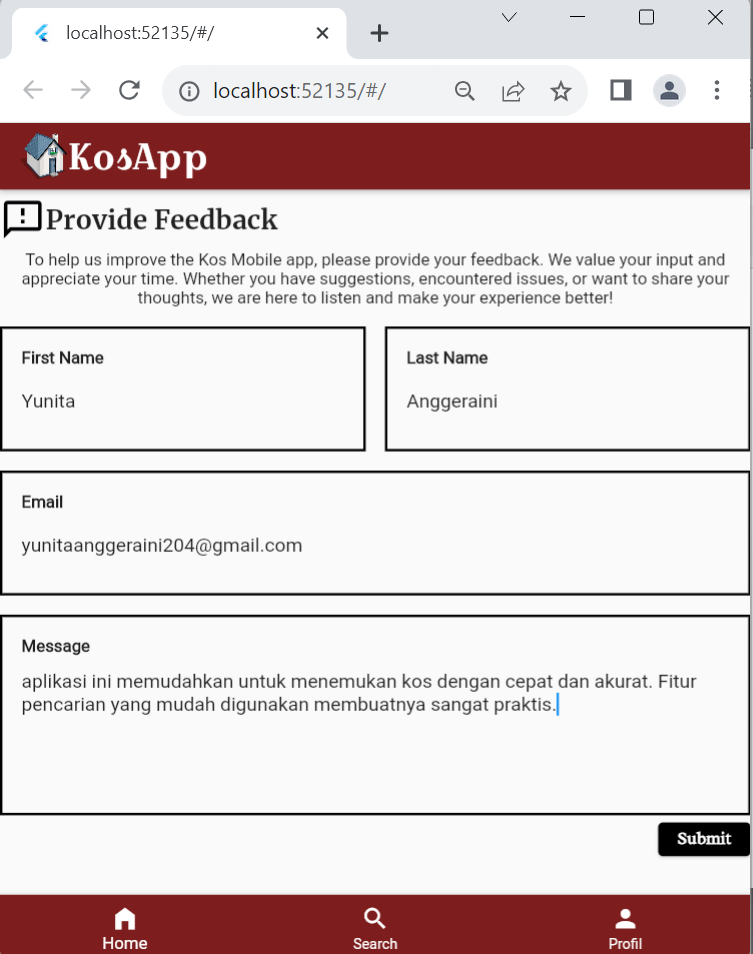 localhost:52135/#/
localhost:52135/#/
KosApp
Provide Feedback
To help us improve the Kos Mobile app, please provide your feedback. We value your input and
appreciate your time. Whether you have suggestions, encountered issues, or want to share your
thoughts, we are here to listen and make your experience better!
First Name
Last Name
Yunita
Anggeraini
Email
yunitaanggeraini204@gmail.com
Message
aplikasi ini memudahkan untuk menemukan kos dengan cepat dan akurat. Fitur
pencarian yang mudah digunakan membuatnya sangat praktis.
Submit
Home
Search
Profil